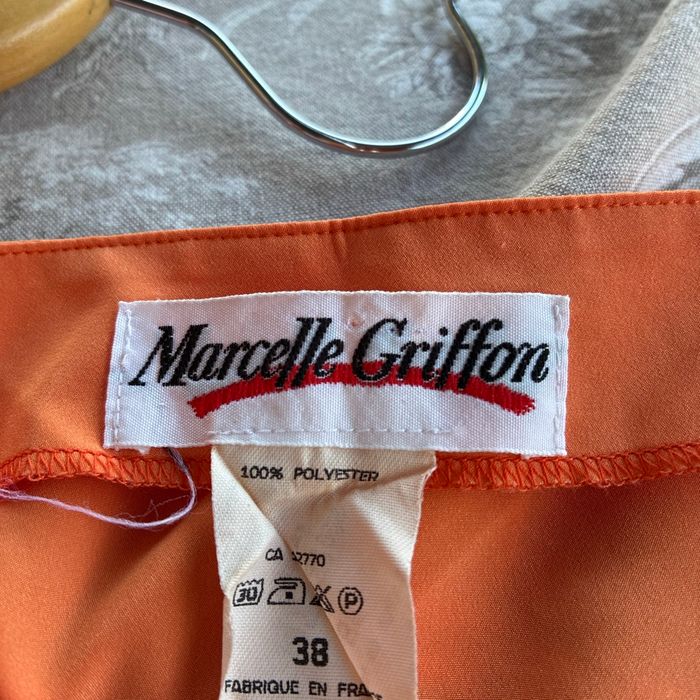 Marcelle Griffon
100% POLYESTER
CA
30 P
38
FABRIQUE EN